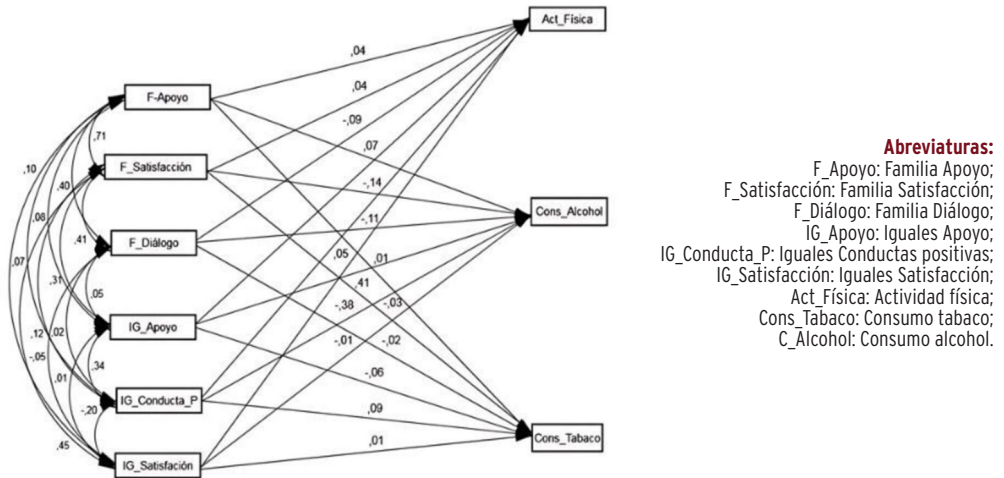 Act_Física
,04
F-Apoyo
,04
,71
-,09
,10
,07
F_Satisfacción
,40
-,14
,08
Cons_Alcohol
-,11
,41
F_Diálogo
,07
,05
,01
,31
,41
,05
-,38
-,03
,12
,02
IG_Apoyo
-,01
-,02
-,05
,34
,01
-,06
IG_Conducta_P
-,20
,09
Cons_Tabaco
,45
,01
IG_Satisfación
Abreviaturas:
F_Apoyo: Familia Apoyo;
F_Satisfacción: Familia Satisfacción;
F_Diálogo: Familia Diálogo;
IG_Apoyo: Iguales Apoyo;
IG_Conducta_P: Iguales Conductas positivas;
IG_Satisfacción: Iguales Satisfacción;
Act_Física: Actividad física;
Cons_Tabaco: Consumo tabaco;
C_Alcohol: Consumo alcohol.